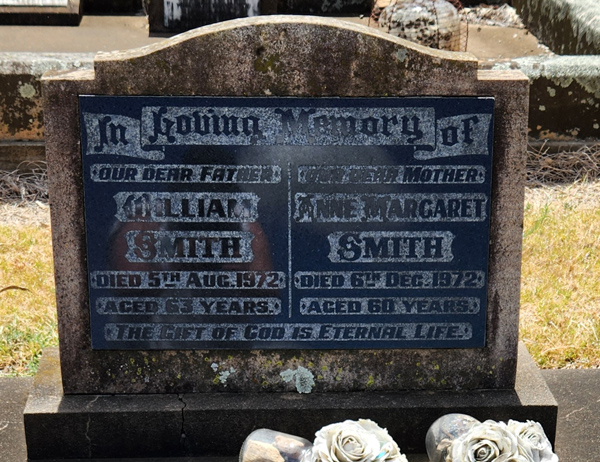 In Loving Memory of
Our Dear Father
William
Smith
Died 5th Aug. 1972
Aged 63 Years.
Our Dear Mother
Anne Margaret
Smith
Died 6th Dec. 1972
Aged 60 Years.
The Gift of God is Eternal Life.